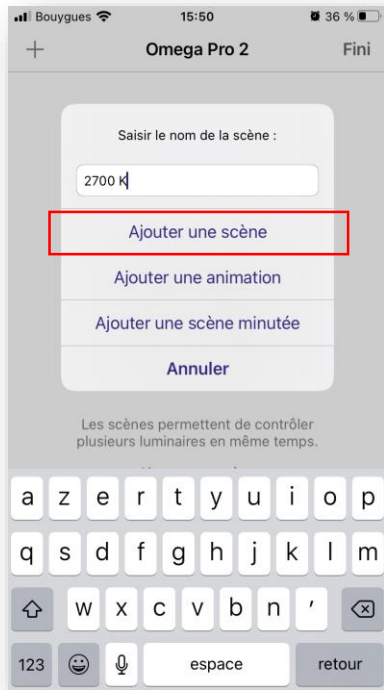 Bouygues 15:50 36 %
+ Omega Pro 2 Fini
Saisir le nom de la scène :
2700 K
Ajouter une scène
Ajouter une animation
Ajouter une scène minutée
Annuler
Les scènes permettent de contrôler
plusieurs luminaires en même temps.
a z e r t y u i o p
q s d f g h j k l m
w x c v b n '
123 espace retour